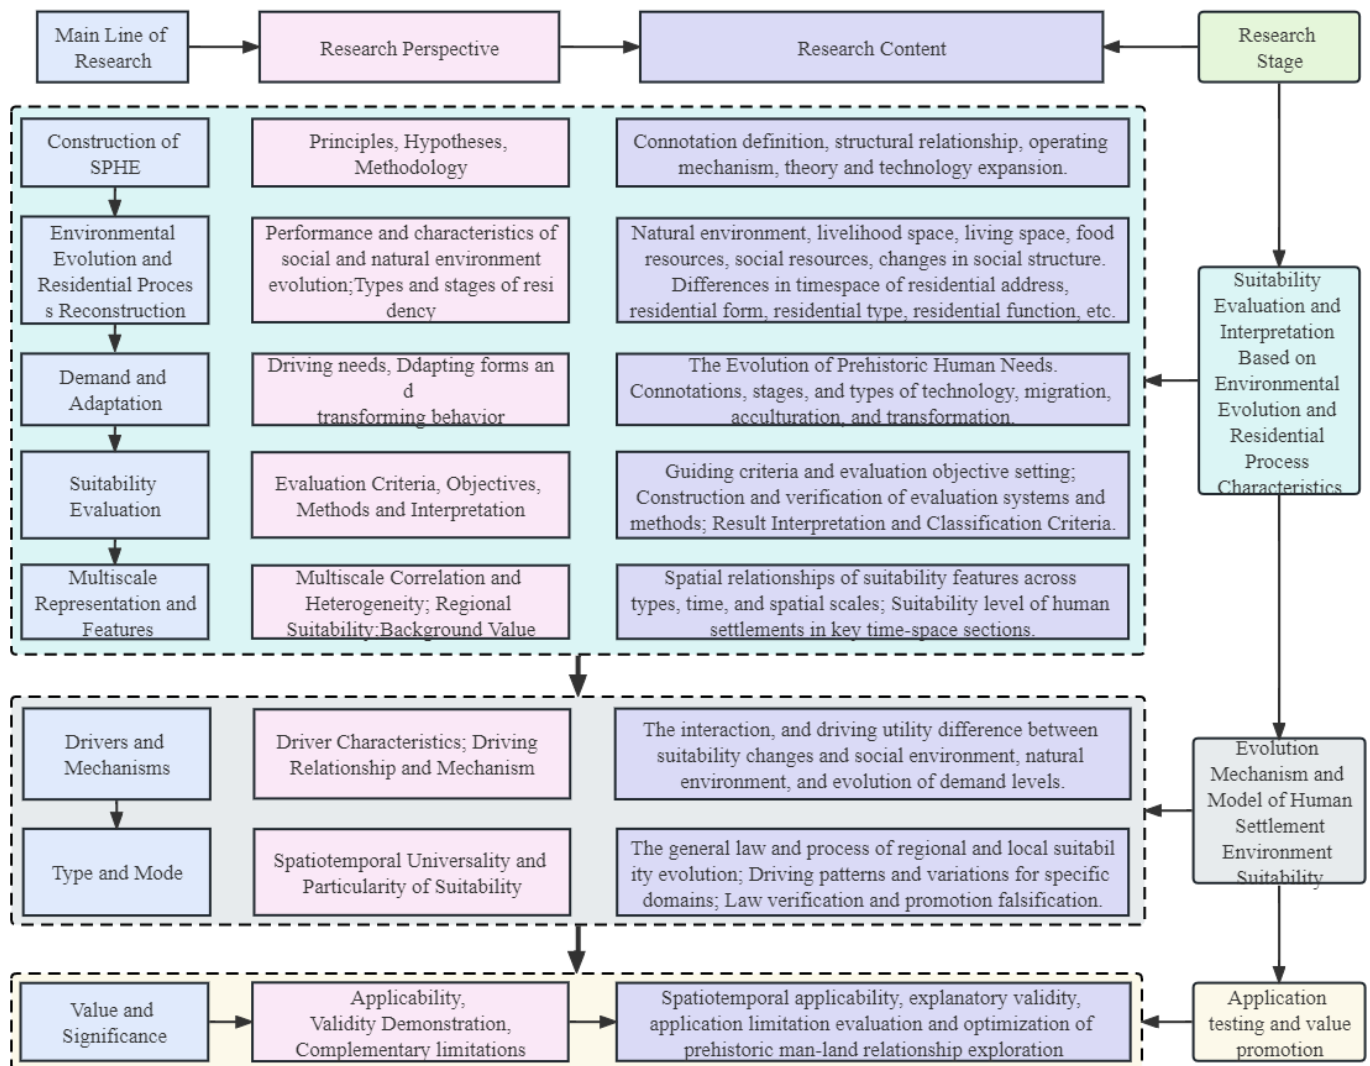 Main Line of
Research
Research Perspective
Research Content
Research
Stage
Construction of
SPHE
Principles, Hypotheses,
Methodology
Connotation definition, structural relationship, operating
mechanism, theory and technology expansion.
Environmental
Evolution and
Residential Proces
s Reconstruction
Performance and characteristics of
social and natural environment
evolution;Types and stages of resi
dency
Natural environment, livelihood space, living space, food
resources, social resources, changes in social structure.
Differences in timespace of residential address,
residential form, residential type, residential function, etc.
Demand and
Adaptation
Driving needs, Ddapting forms an
d
transforming behavior
The Evolution of Prehistoric Human Needs.
Connotations, stages, and types of technology, migration,
acculturation, and transformation.
Suitability
Evaluation
Evaluation Criteria, Objectives,
Methods and Interpretation
Guiding criteria and evaluation objective setting;
Construction and verification of evaluation systems and
methods; Result Interpretation and Classification Criteria.
Multiscale
Representation and
Features
Multiscale Correlation and
Heterogeneity; Regional
Suitability;Background Value
Spatial relationships of suitability features across
types, time, and spatial scales; Suitability level of human
settlements in key time-space sections.
Suitability
Evaluation and
Interpretation
Based on
Environmental
Evolution and
Residential
Process
Characteristics
Drivers and
Mechanisms
Driver Characteristics; Driving
Relationship and Mechanism
The interaction, and driving utility difference between
suitability changes and social environment, natural
environment, and evolution of demand levels.
Type and Mode
Spatiotemporal Universality and
Particularity of Suitability
The general law and process of regional and local suitabil
ity evolution; Driving patterns and variations for specific
domains; Law verification and promotion falsification.
Evolution
Mechanism and
Model of Human
Settlement
Environment
Suitability
Value and
Significance
Applicability,
Validity Demonstration,
Complementary limitations
Spatiotemporal applicability, explanatory validity,
application limitation evaluation and optimization of
prehistoric man-land relationship exploration
Application
testing and value
promotion